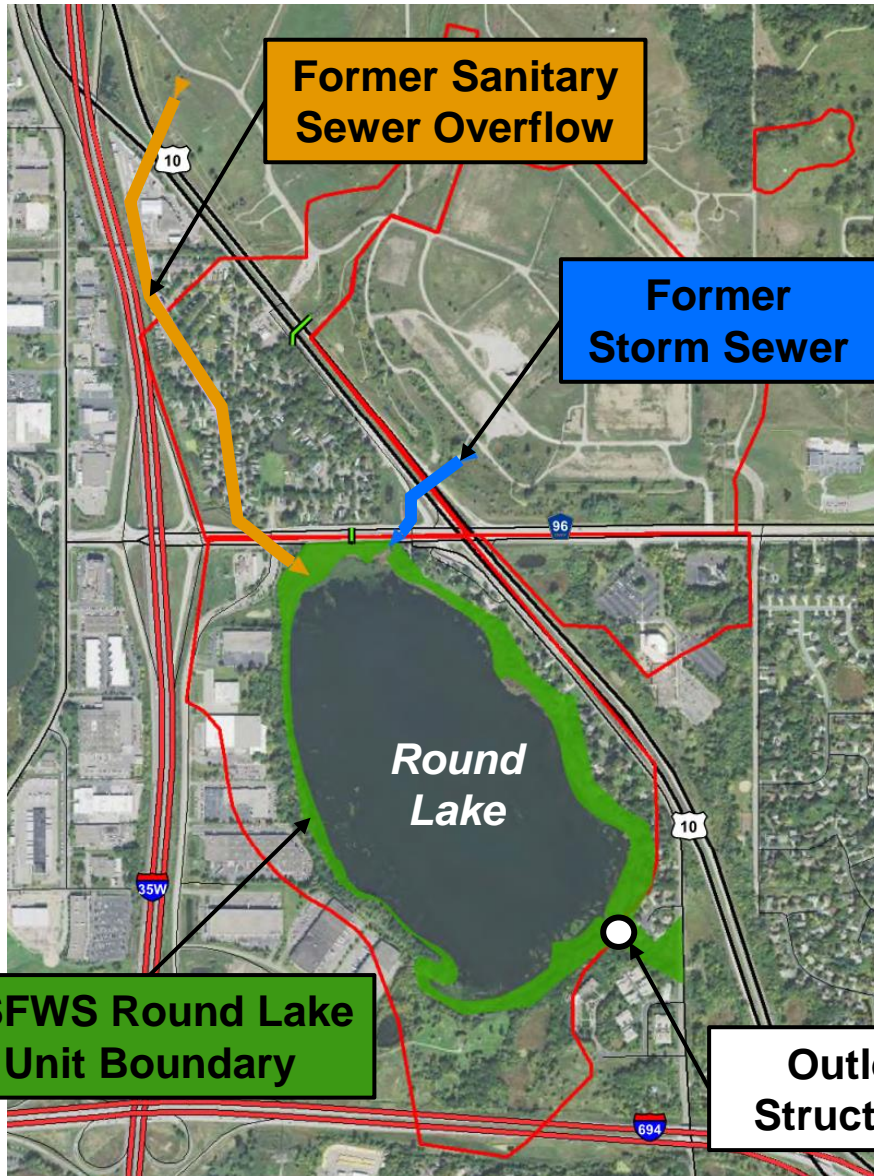 Former Sanitary
Sewer Overflow
10
Former
Storm Sewer
96
Round
Lake
10
35W
SFWS Round Lake
Unit Boundary
Outl
Struct
694